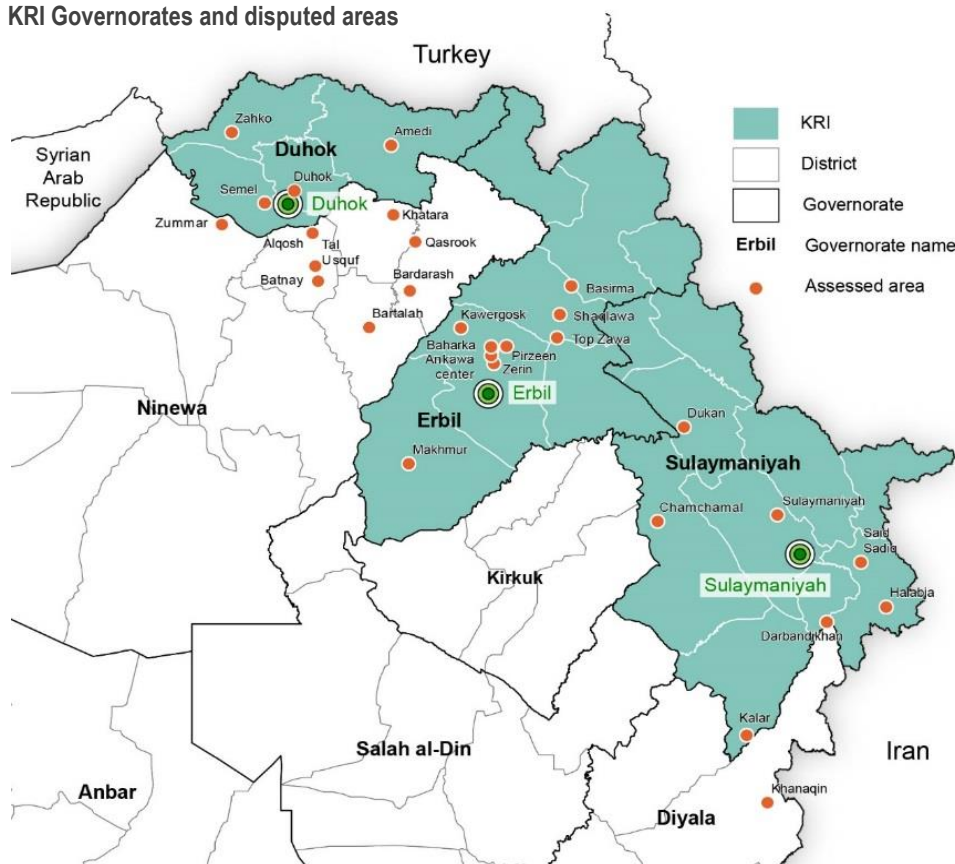 KRI Governorates and disputed areas
Turkey
Syrian
Arab
Republic
Zahko
Amedi
Duhok
Duhok
Semel
Duhok
Zummar
Khatara
Alqosh
Tal
Usquf
Qasrook
Batnay
Bardarash
Bartalah
Basirma
Kawergosk
Shaqlawa
Top Zawa
Baharka
Ankawa
center
Pirzeen
Zerin
Erbil
Erbil
Makhmur
Ninewa
Dukan
Sulaymaniyah
Chamchamal
Sulaymaniyah
Said
Sadiq
Sulaymaniyah
Halabja
Darbandikhan
Kirkuk
Kalar
Salah al-Din
Iran
Anbar
Khanaqin
Diyala
KRI
District
Governorate
Erbil Governorate name
Assessed area